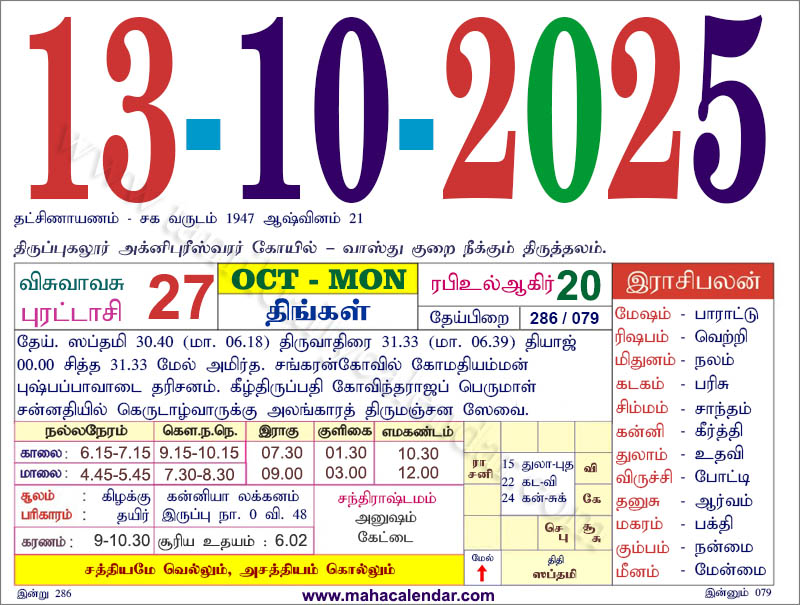 13-10-2025
தட்சிணாயணம் - சக வருடம் 1947 ஆஷ்வினம் 21
திருப்புகலூர் அக்னிபுரீஸ்வரர் கோயில் – வாஸ்து குறை நீக்கும் திருத்தலம்.
விசுவாவசு
புரட்டாசி 27
OCT - MON
திங்கள்
ரபிஉல்ஆகிர் 20
தேய்பிறை 286 / 079
தேய். ஸப்தமி 30.40 (மா. 06.18) திருவாதிரை 31.33 (மா. 06.39) தியாஜ்
00.00 சித்த 31.33 மேல் அமிர்த. சங்கரன்கோவில் கோமதியம்மன்
புஷ்பப்பாவாடை தரிசனம். கீழ்திருப்பதி கோவிந்தராஜப் பெருமாள்
சன்னதியில் கெருடாழ்வாருக்கு அலங்காரத் திருமஞ்சன ஸேவை.
நல்லநேரம் கௌ.ந.நெ. இராகு குளிகை எமகண்டம்
காலை: 6.15-7.15 9.15-10.15 07.30 01.30 10.30
மாலை: 4.45-5.45 7.30-8.30 09.00 03.00 12.00
சூலம் : கிழக்கு
பரிகாரம் : தயிர்
கன்னியா லக்கனம்
இருப்பு நா. 0 வி. 48
சந்திராஷ்டமம்
அனுஷம்
கேட்டை
கரணம்: 9-10.30 சூரிய உதயம் : 6.02
சத்தியமே வெல்லும், அசத்தியம் கொல்லும்
ரா
சனி
15 துலா-புத
22 கட-வி
24 கன்-சுக்
வி
கே
செ
பு
சூ
சு
மேல்
திதி
ஸப்தமி
இராசிபலன்
மேஷம் - பாராட்டு
ரிஷபம் - வெற்றி
மிதுனம் - நலம்
கடகம் - பரிசு
சிம்மம் - சாந்தம்
கன்னி - கீர்த்தி
துலாம் - உதவி
விருச்சி - போட்டி
தனுசு - ஆர்வம்
மகரம் - பக்தி
கும்பம் - நன்மை
மீனம் - மேன்மை
இன்று 286
www.mahacalendar.com
இன்னும் 079